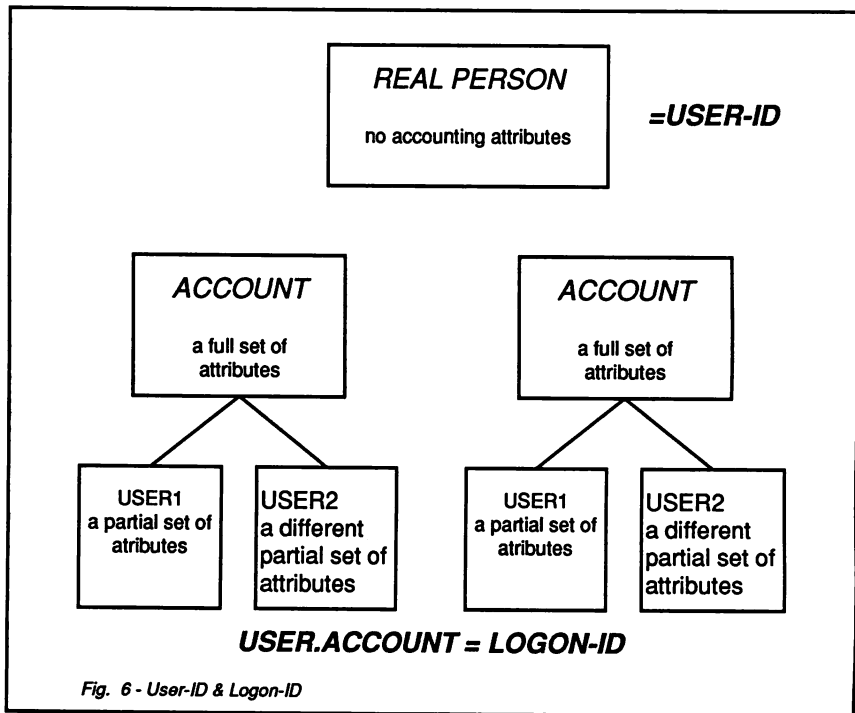 REAL PERSON
no accounting attributes
=USER-ID
ACCOUNT
a full set of
attributes
ACCOUNT
a full set of
attributes
USER1
a partial set of
atributes
USER2
a different
partial set of
attributes
USER1
a partial set of
atributes
USER2
a different
partial set of
attributes
USER.ACCOUNT = LOGON-ID
Fig. 6 - User-ID & Logon-ID